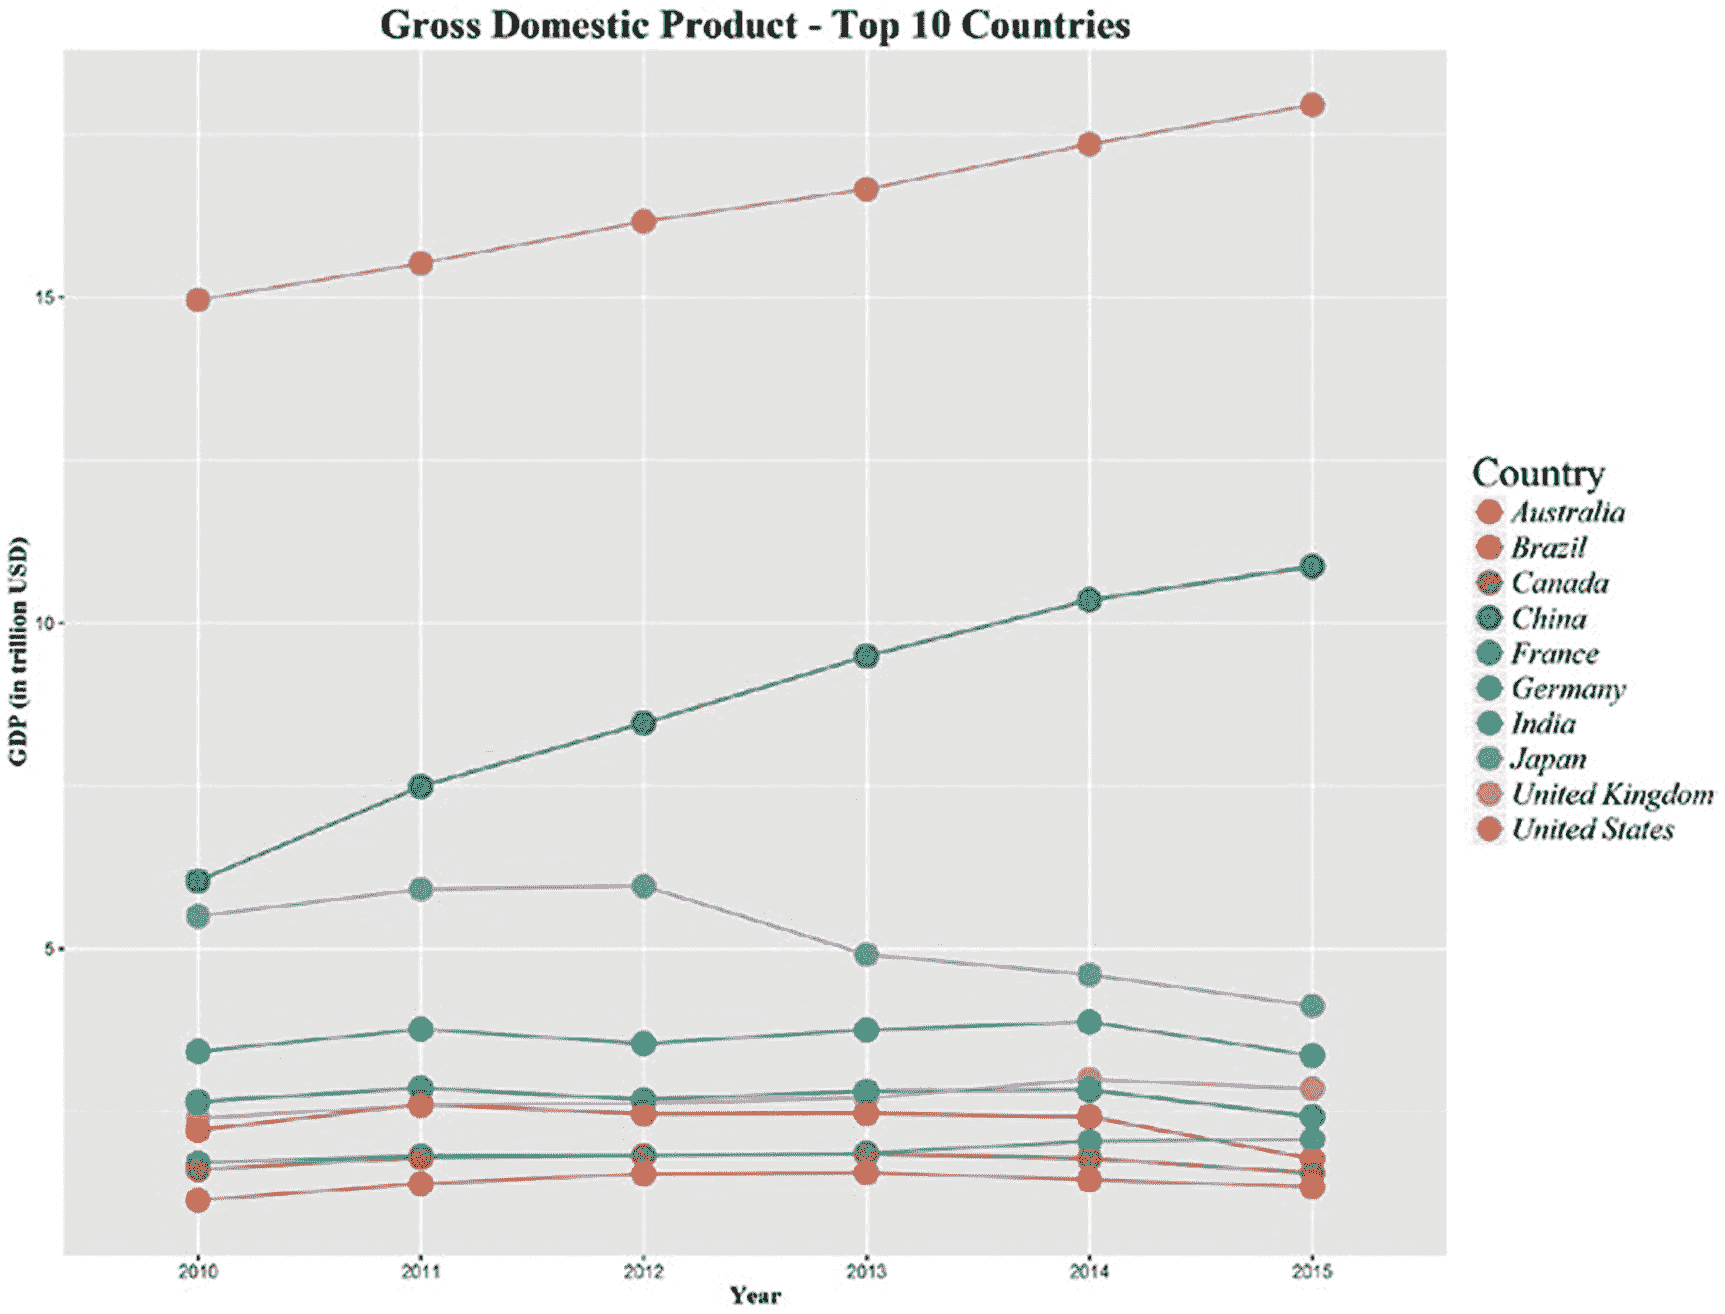 Gross Domestic Product - Top 10 Countries
GDP (in trillion USD)
15
10
5
2010 2011 2012 2013 2014 2015
Year
Country
Australia
Brazil
Canada
China
France
Germany
India
Japan
United Kingdom
United States